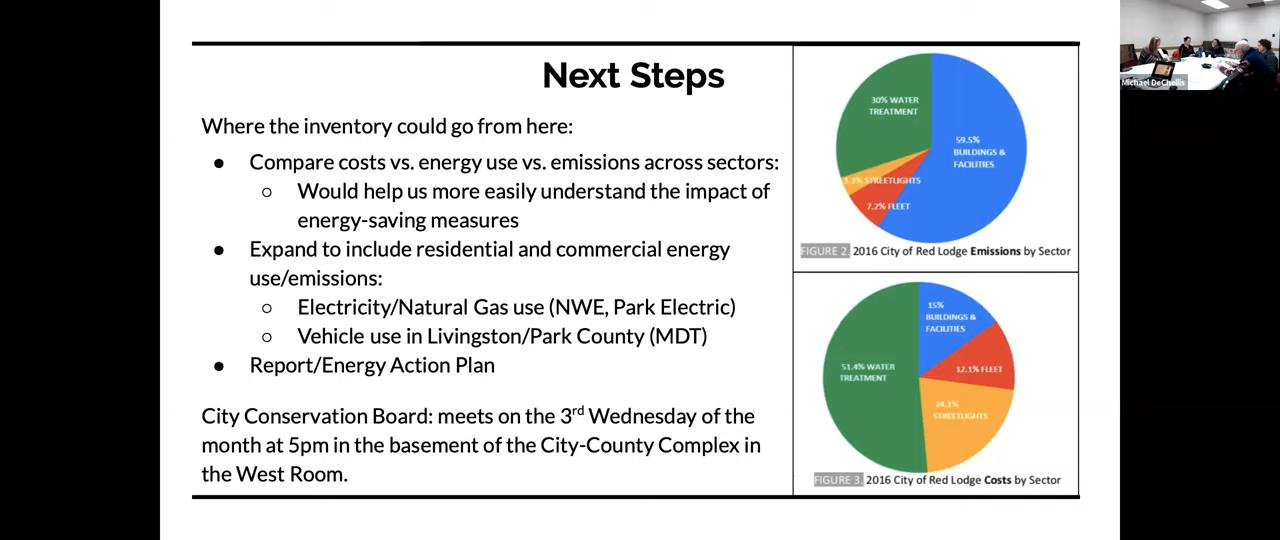 Next Steps
Where the inventory could go from here:
● Compare costs vs. energy use vs. emissions across sectors:
○ Would help us more easily understand the impact of
energy-saving measures
● Expand to include residential and commercial energy
use/emissions:
○ Electricity/Natural Gas use (NWE, Park Electric)
○ Vehicle use in Livingston/Park County (MDT)
● Report/Energy Action Plan
City Conservation Board: meets on the 3rd Wednesday of the
month at 5pm in the basement of the City-County Complex in
the West Room.
30% WATER
TREATMENT
59.5%
BUILDINGS &
FACILITIES
3.3% STREETLIGHTS
7.2% FLEET
FIGURE 2. 2016 City of Red Lodge Emissions by Sector
15%
BUILDINGS &
FACILITIES
51.4% WATER
TREATMENT
12.1% FLEET
STREETLIGHTS
FIGURE 3. 2016 City of Red Lodge Costs by Sector
Michael DeChellis